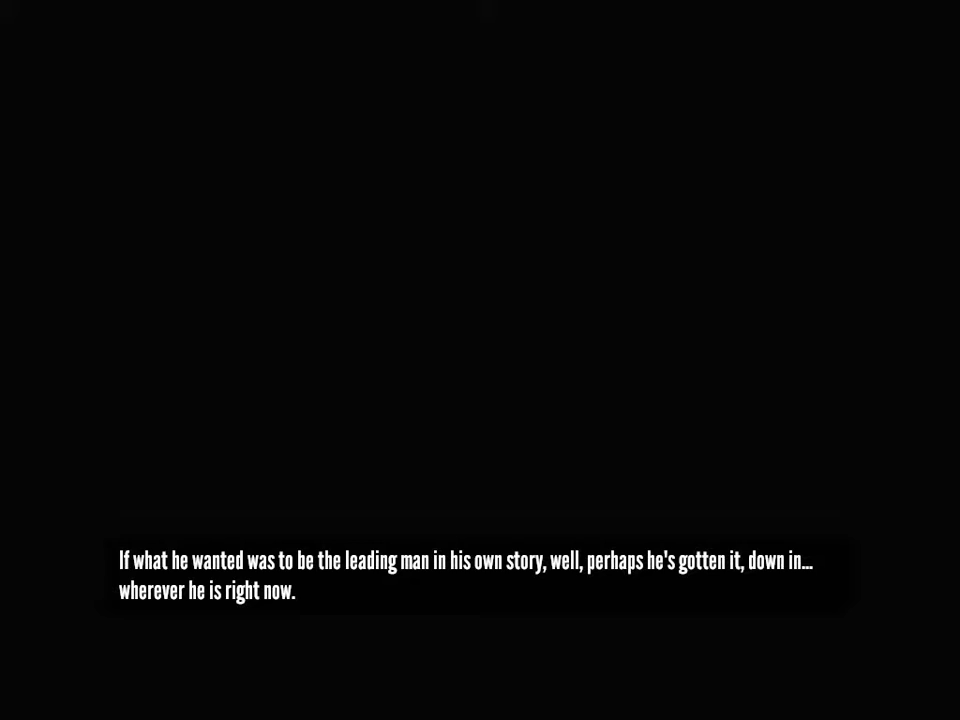 If what he wanted was to be the leading man in his own story, well, perhaps he's gotten it, down in...
wherever he is right now.